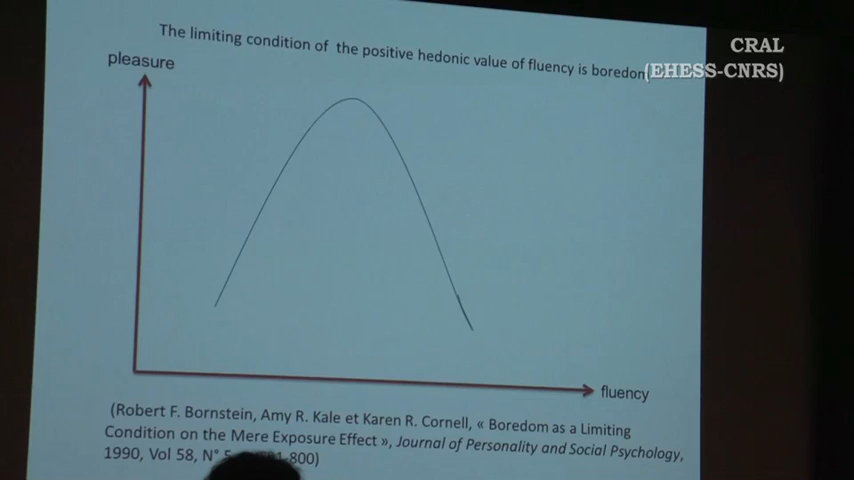 The limiting condition of the positive hedonic value of fluency is boredom
CRAL
(EHESS-CNRS)
pleasure
fluency
(Robert F. Bornstein, Amy R. Kale et Karen R. Cornell, « Boredom as a Limiting
Condition on the Mere Exposure Effect », Journal of Personality and Social Psychology,
1990, Vol 58, N° 800)